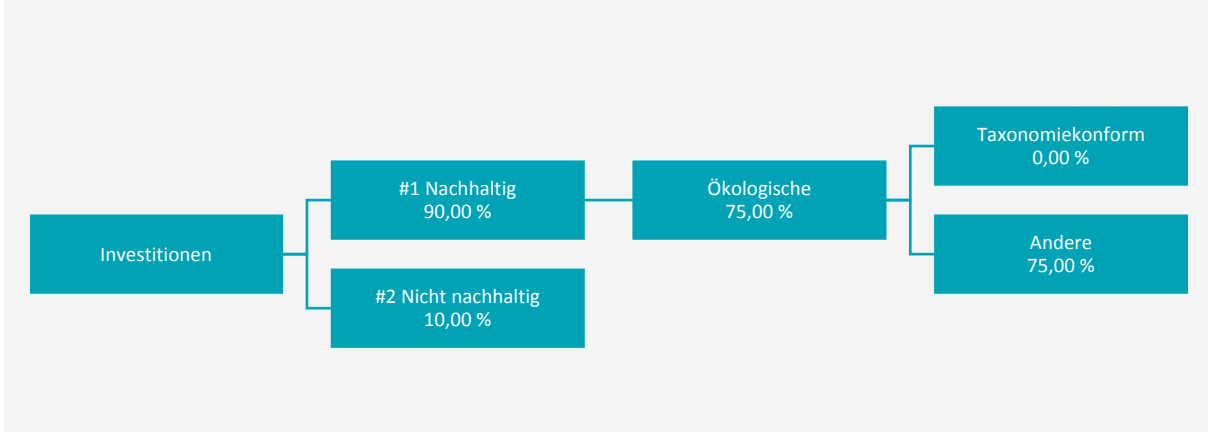 Investitionen
#1 Nachhaltig
90,00 %
#2 Nicht nachhaltig
10,00 %
Ökologische
75,00 %
Taxonomiekonform
0,00 %
Andere
75,00 %